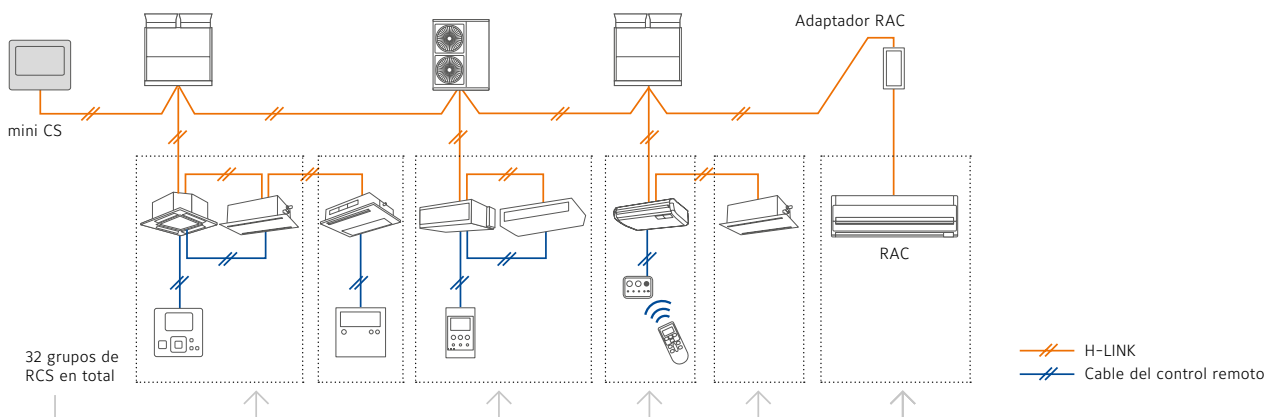 Adaptador RAC
mini CS
RAC
32 grupos de
RCS en total
H-LINK
Cable del control remoto